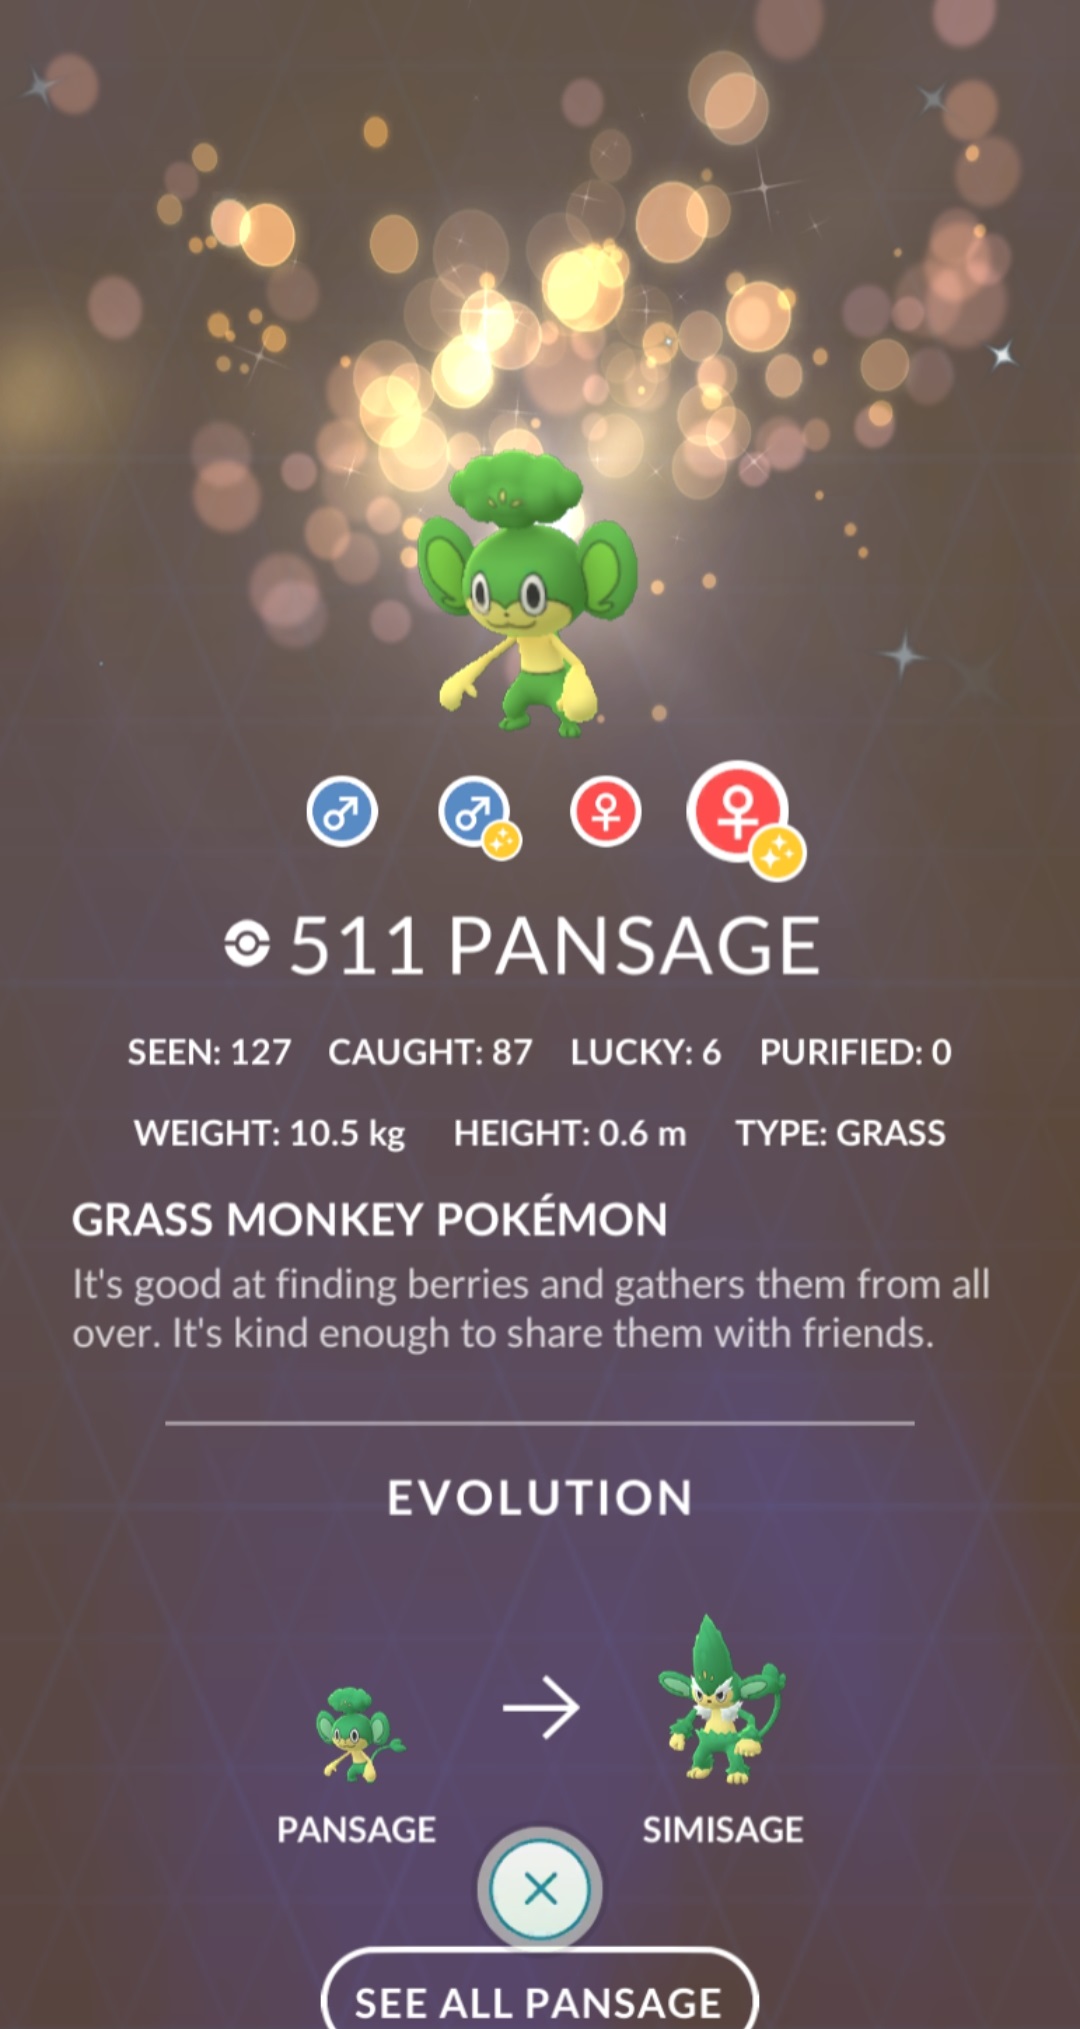 511 PANSAGE
SEEN: 127 CAUGHT: 87 LUCKY: 6 PURIFIED: 0
WEIGHT: 10.5 kg HEIGHT: 0.6 m TYPE: GRASS
GRASS MONKEY POKÉMON
It's good at finding berries and gathers them from all
over. It's kind enough to share them with friends.
EVOLUTION
PANSAGE SIMISAGE
SEE ALL PANSAGE